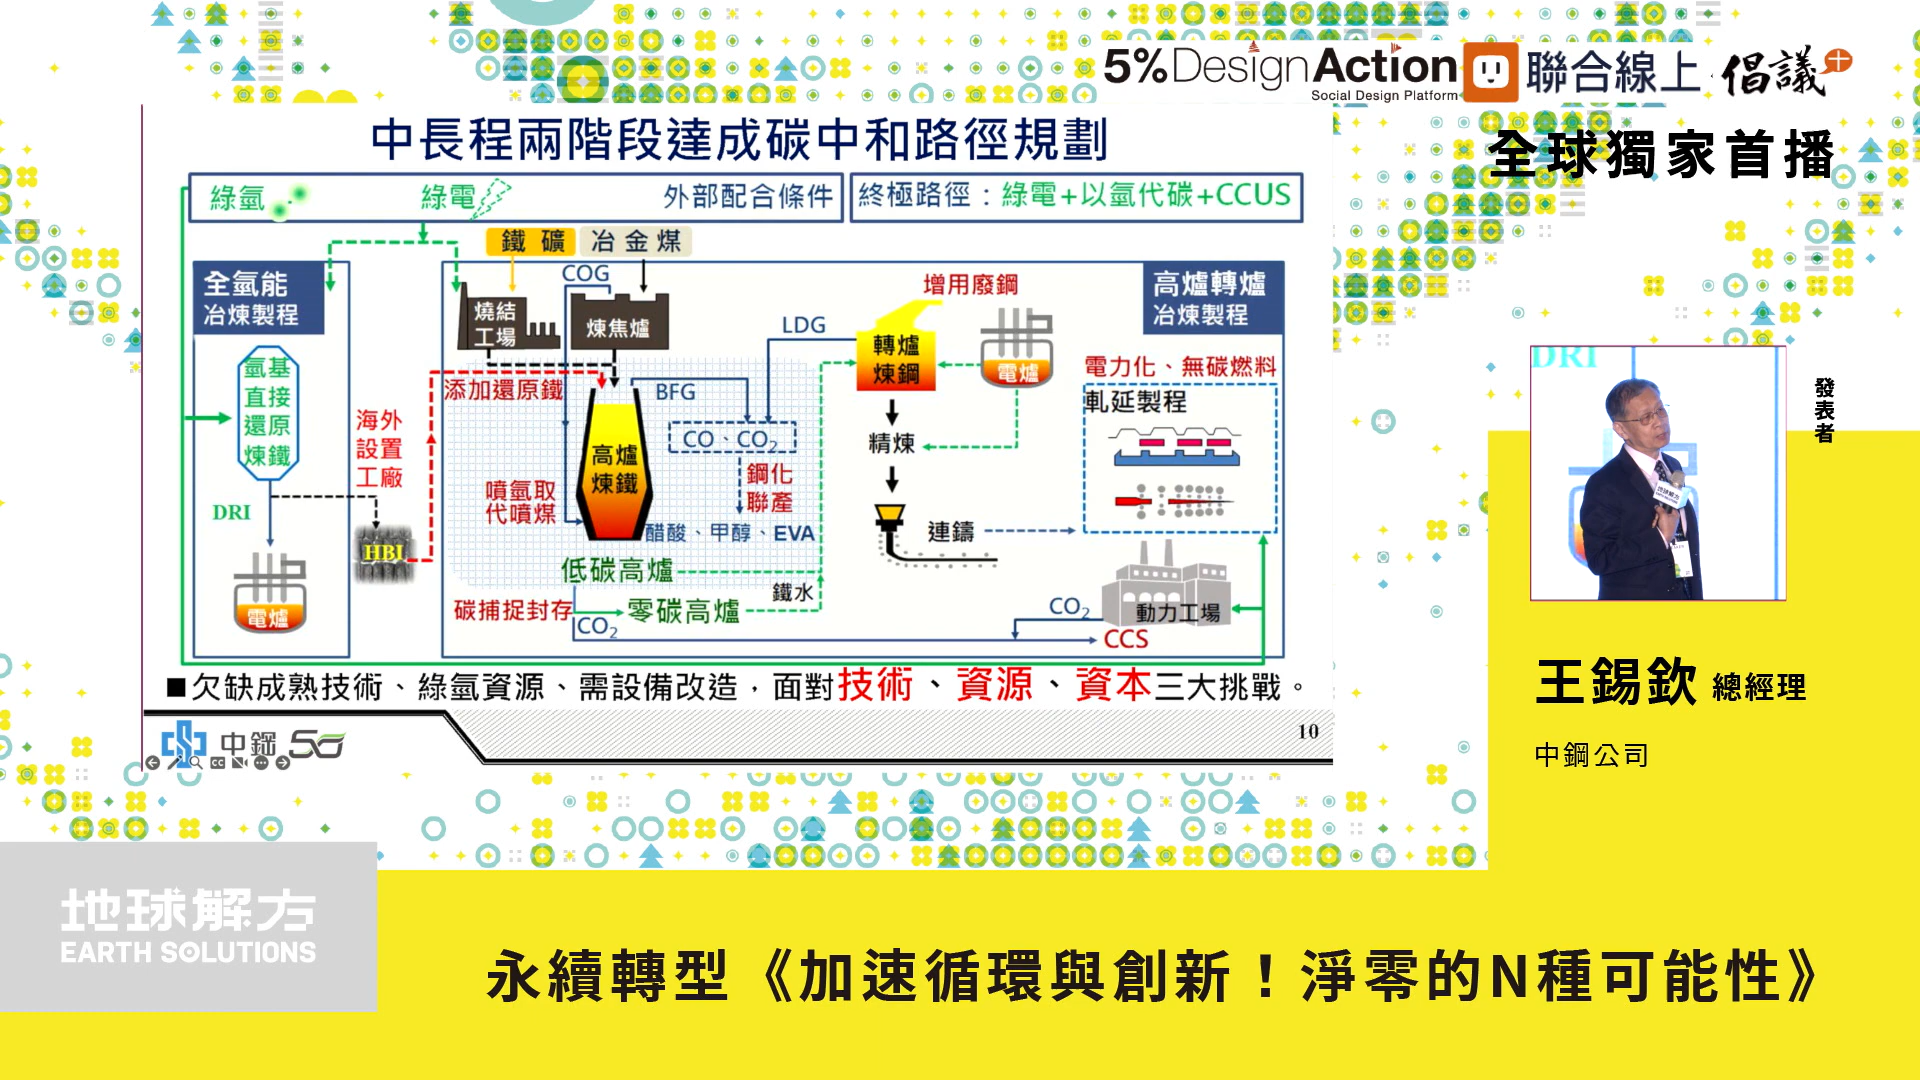 5%DesignAction
Social Design Platform
聯合線上
倡議+
全球獨家首播
中長程兩階段達成碳中和路徑規劃
綠氫
綠電
外部配合條件
終極路徑：綠電+以氫代碳+CCUS
鐵 礦
冶 金 煤
全氫能
冶煉製程
COG
增用廢鋼
高爐轉爐
冶煉製程
燒結
工場
煉焦爐
LDG
轉爐
煉鋼
電爐
電力化、無碳燃料
氫基
直接
還原
煉鐵
海外
設置
工廠
添加還原鐵
BFG
軋延製程
高爐
煉鐵
CO、CO2
精煉
鋼化
聯產
噴氫取
代噴煤
DRI
HBI
醋酸、甲醇、EVA
連鑄
低碳高爐
鐵水
電爐
碳捕捉封存
零碳高爐
CO2
CO2
動力工場
CCS
■欠缺成熟技術、綠氫資源、需設備改造，面對技術、資源、資本三大挑戰。
中鋼 50
10
DRI
發表者
王錫欽 總經理
中鋼公司
地球解方
EARTH SOLUTIONS
永續轉型《加速循環與創新！淨零的N種可能性》